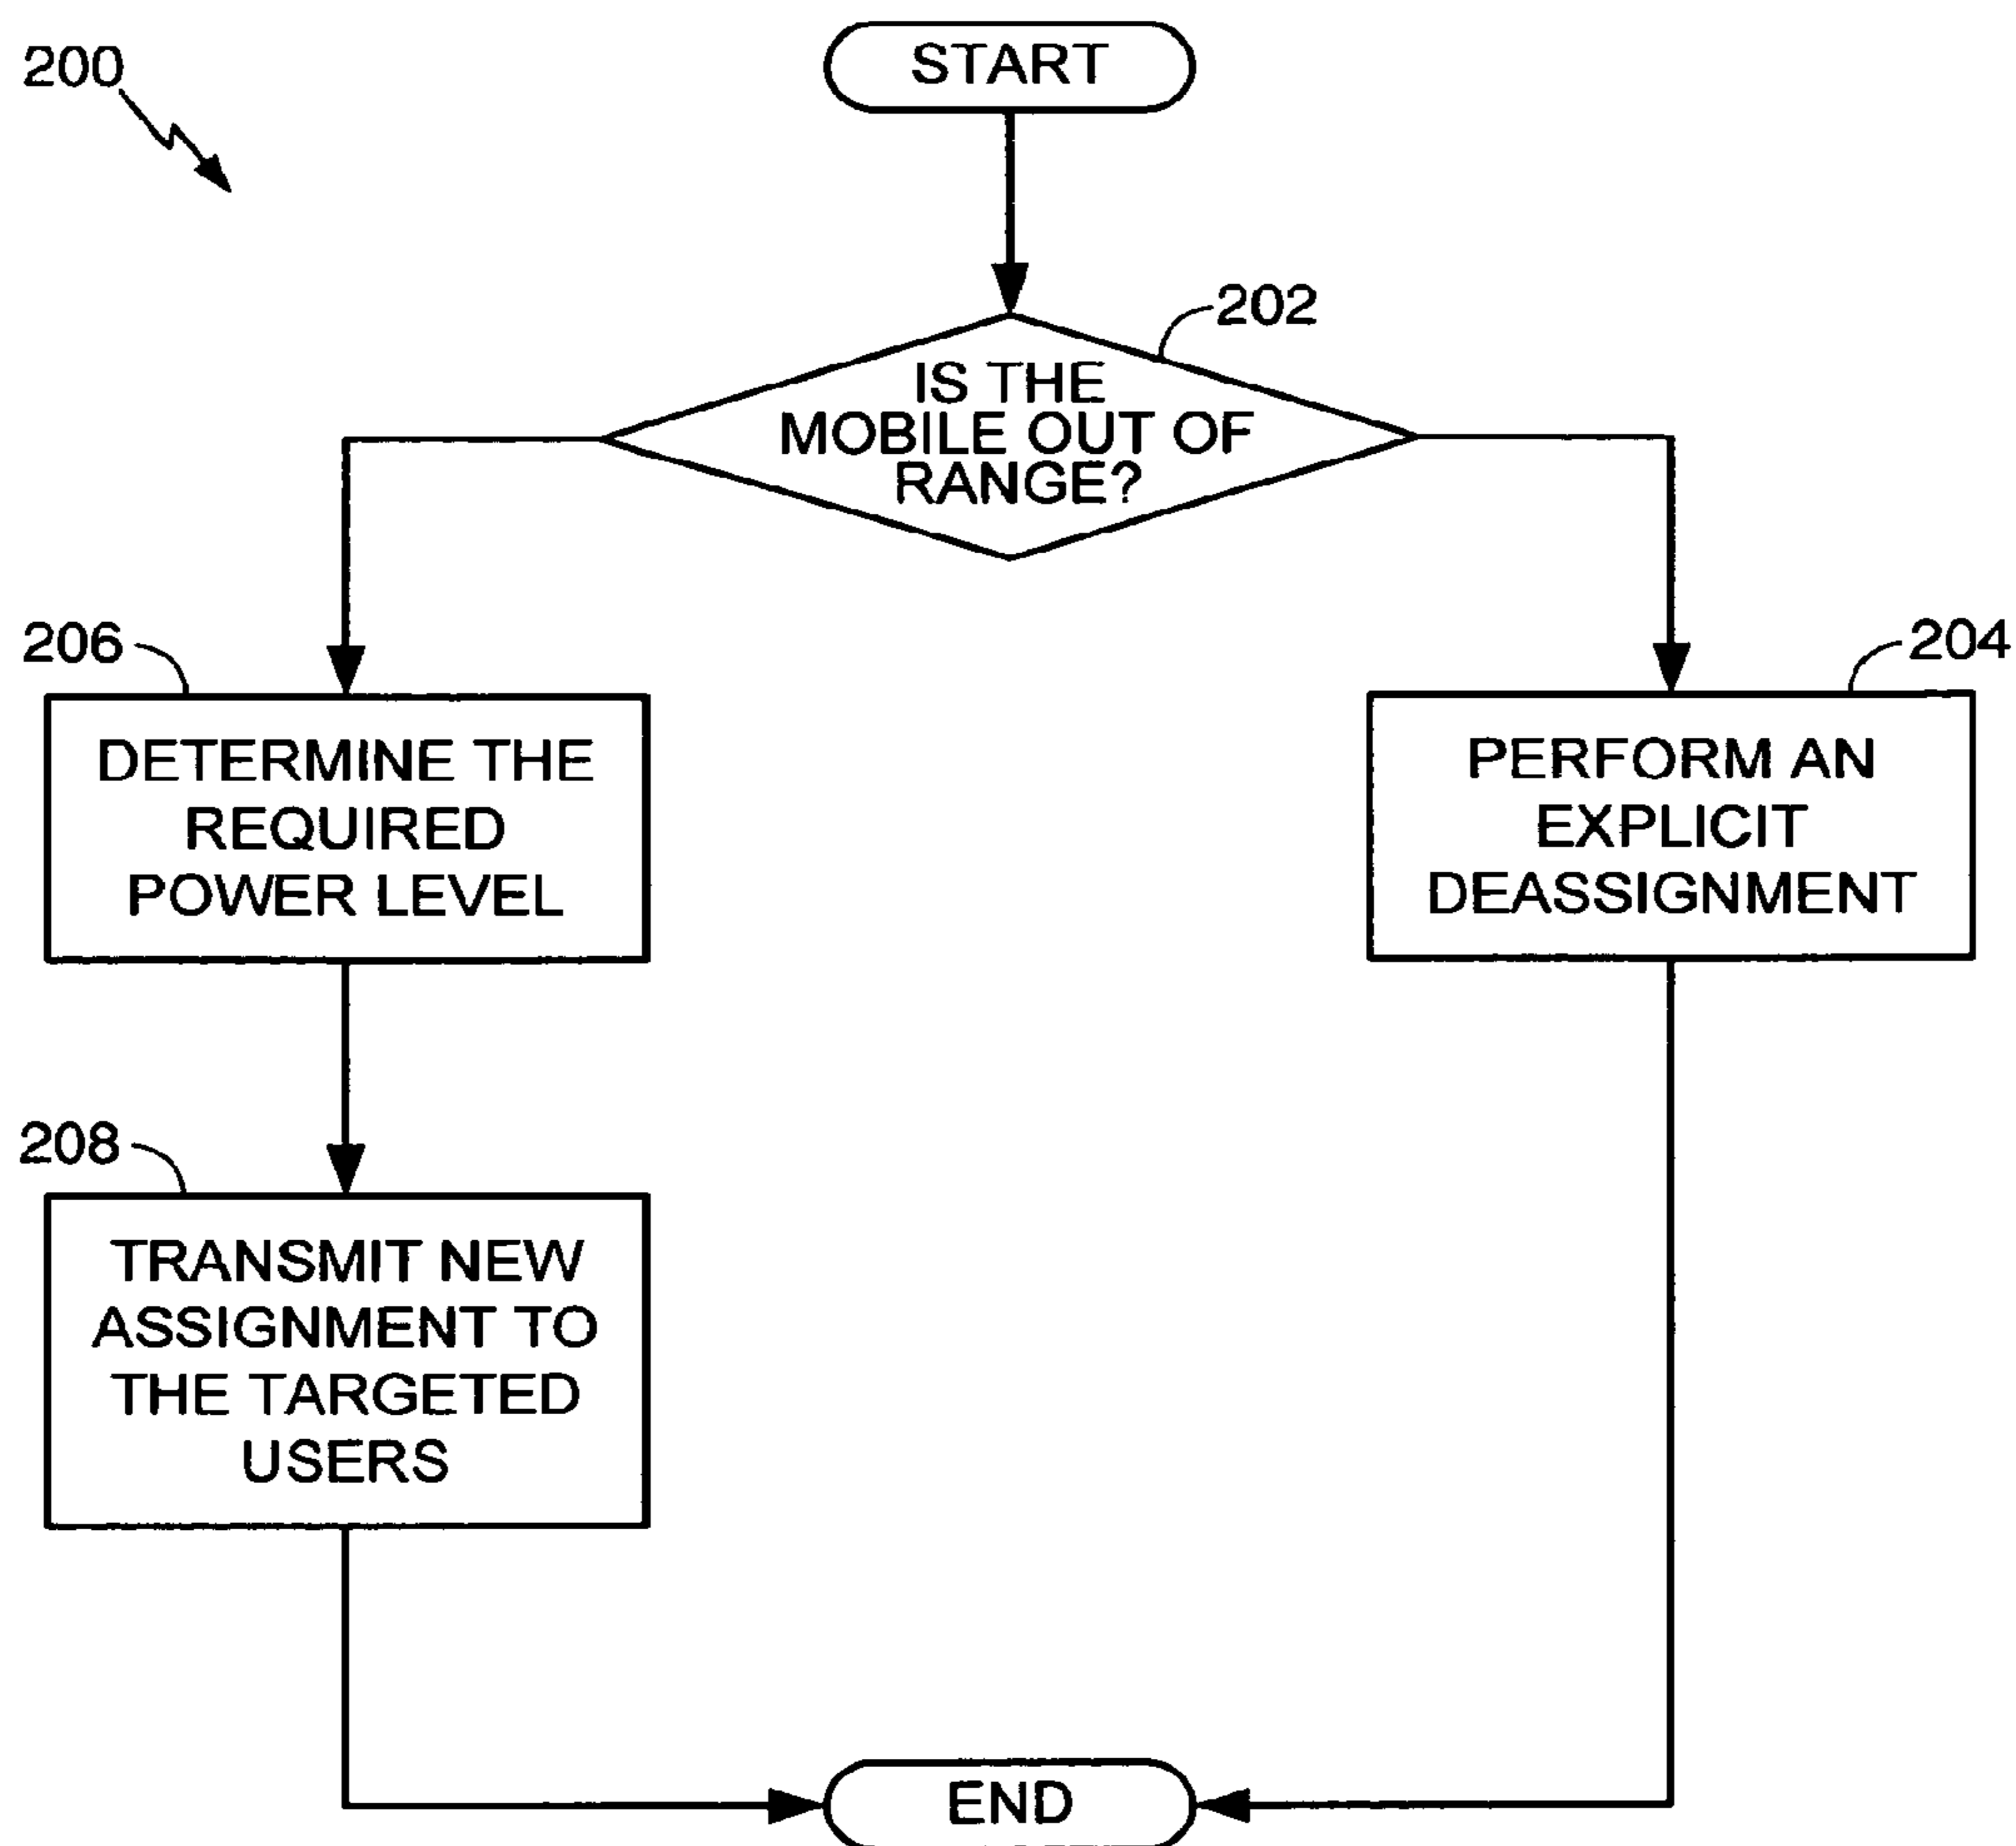 200
START
202
IS THE
MOBILE OUT OF
RANGE?
206
204
DETERMINE THE
REQUIRED
POWER LEVEL
PERFORM AN
EXPLICIT
DEASSIGNMENT
208
TRANSMIT NEW
ASSIGNMENT TO
THE TARGETED
USERS
END